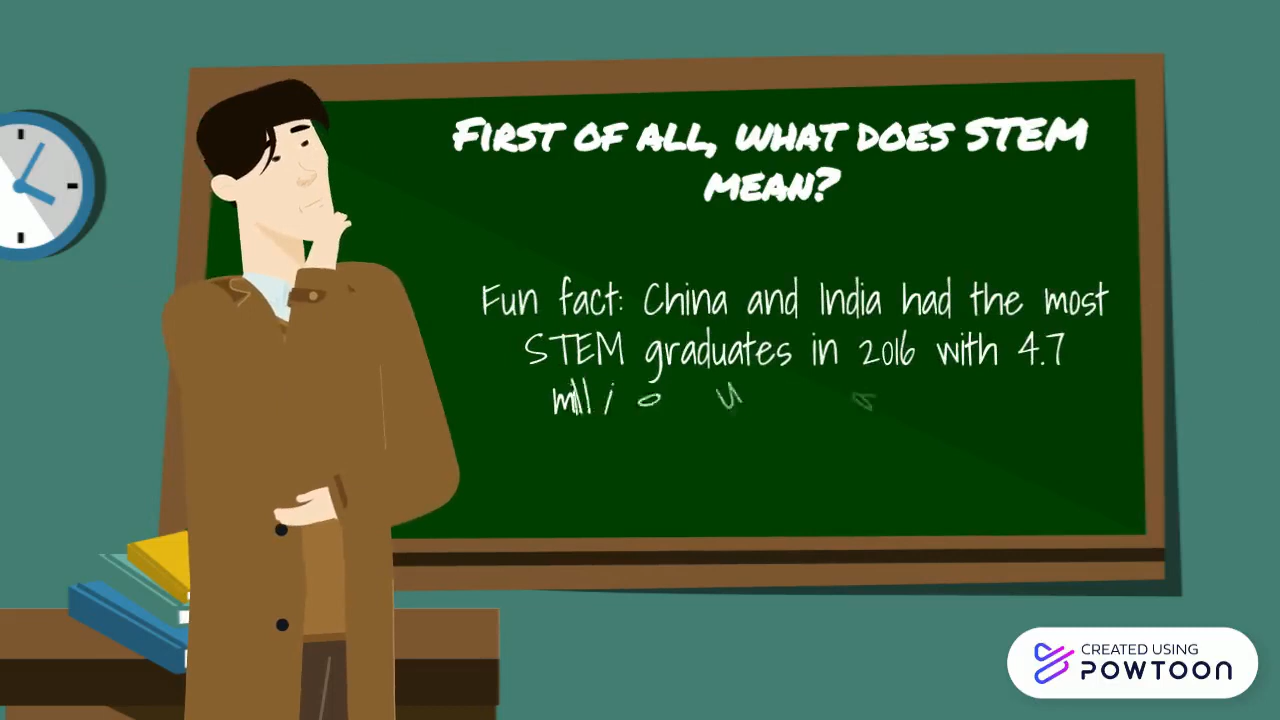 First of all, what does STEM
mean?
Fun fact: China and India had the most
STEM graduates in 2016 with 4.7
CREATED USING
POWTOON